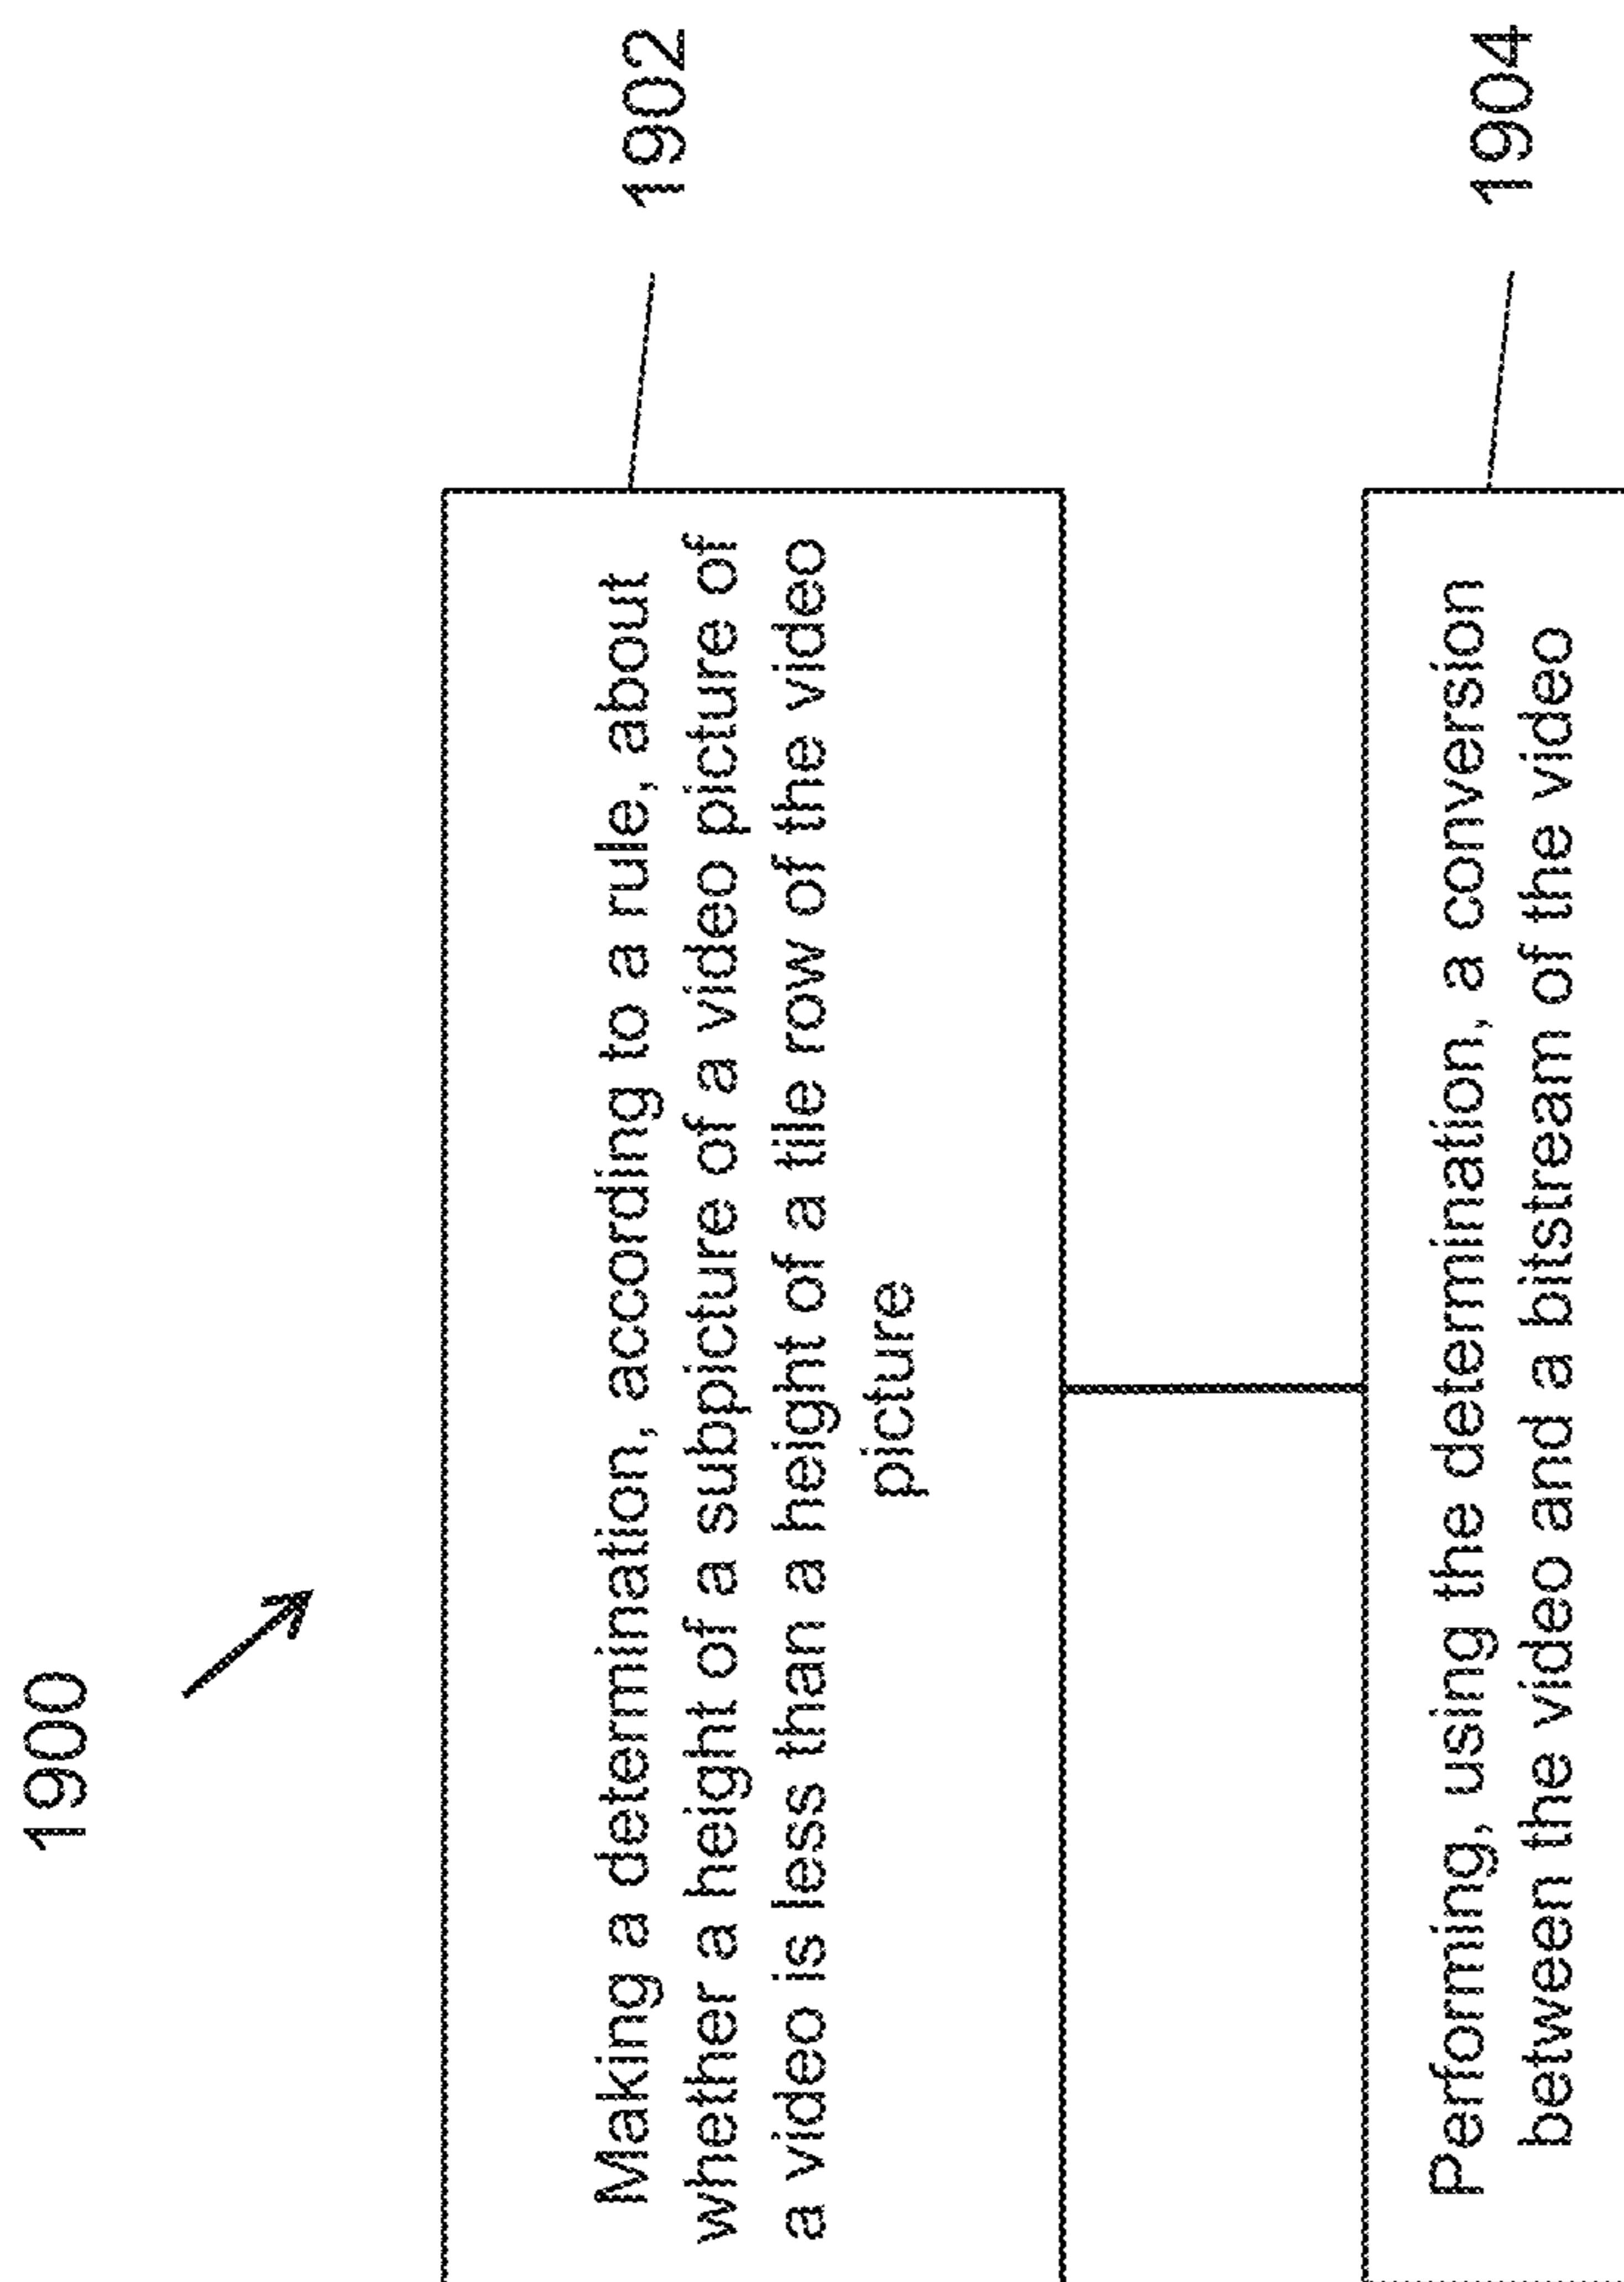 1900
Making a determination, according to a rule, about
whether a height of a subpicture of a video picture of
a video is less than a height of a tile row of the video
picture
1902
Performing, using the determination, a conversion
between the video and a bitstream of the video
1904